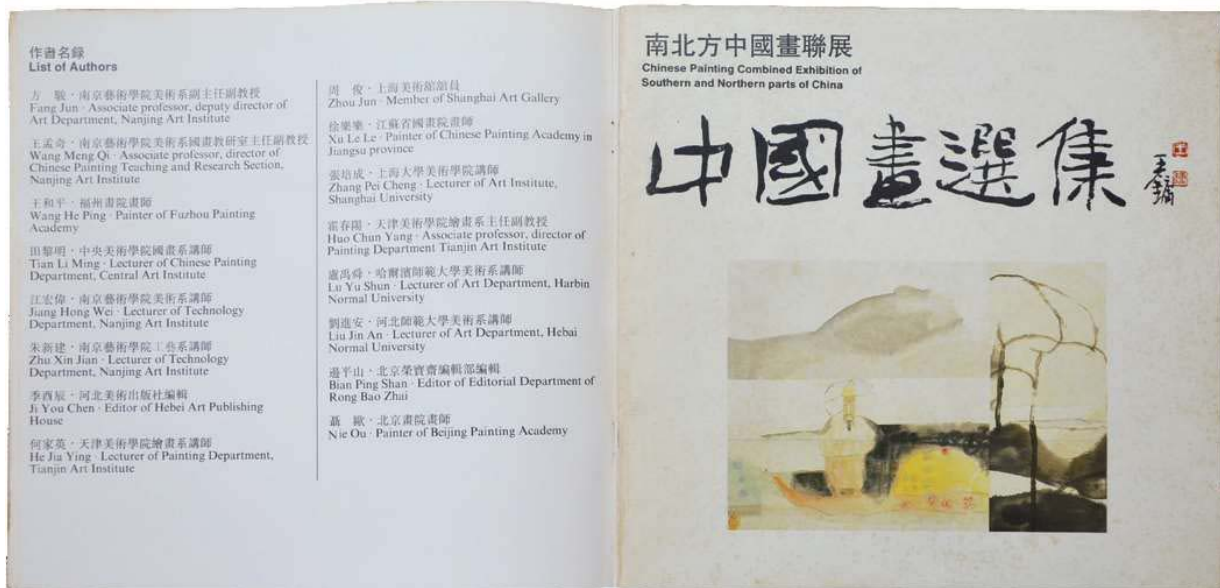 作者名錄
List of Authors
方　駿·南京藝術學院美術系副主任副教授
Fang Jun · Associate professor, deputy director of
Art Department, Nanjing Art Institute
王孟奇·南京藝術學院美術系國畫教研室主任副教授
Wang Meng Qi · Associate professor, director of
Chinese Painting Teaching and Research Section,
Nanjing Art Institute
王和平·福州畫院畫師
Wang He Ping · Painter of Fuzhou Painting
Academy
田黎明·中央美術學院國畫系講師
Tian Li Ming · Lecturer of Chinese Painting
Department, Central Art Institute
江宏偉·南京藝術學院美術系講師
Jiang Hong Wei · Lecturer of Technology
Department, Nanjing Art Institute
朱新建·南京藝術學院工藝系講師
Zhu Xin Jian · Lecturer of Technology
Department, Nanjing Art Institute
季酉辰·河北美術出版社編輯
Ji You Chen · Editor of Hebei Art Publishing
House
何家英·天津美術學院繪畫系講師
He Jia Ying · Lecturer of Painting Department,
Tianjin Art Institute
周　俊·上海美術館館員
Zhou Jun · Member of Shanghai Art Gallery
徐樂樂·江蘇省國畫院畫師
Xu Le Le · Painter of Chinese Painting Academy in
Jiangsu province
張培成·上海大學美術學院講師
Zhang Pei Cheng · Lecturer of Art Institute,
Shanghai University
霍春陽·天津美術學院繪畫系主任副教授
Huo Chun Yang · Associate professor, director of
Painting Department Tianjin Art Institute
盧禹舜·哈爾濱師範大學美術系講師
Lu Yu Shun · Lecturer of Art Department, Harbin
Normal University
劉進安·河北師範大學美術系講師
Liu Jin An · Lecturer of Art Department, Hebai
Normal University
邊平山·北京榮寶齋編輯部編輯
Bian Ping Shan · Editor of Editorial Department of
Rong Bao Zhai
聶　歐·北京畫院畫師
Nie Ou · Painter of Beijing Painting Academy
南北方中國畫聯展
Chinese Painting Combined Exhibition of
Southern and Northern parts of China
中國畫選集
王鏞